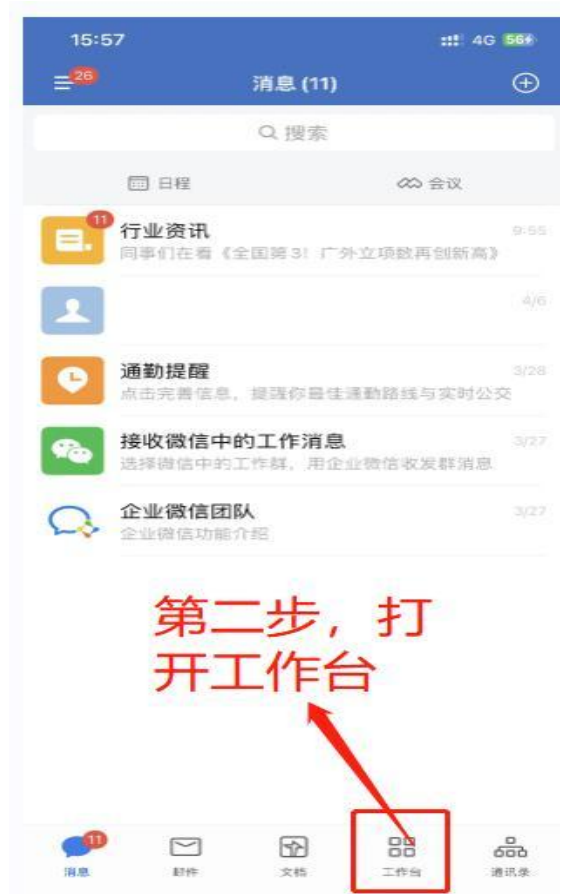 15:57
4G 56
26
消息 (11)
搜索
日程
会议
11
行业资讯
9:55
同事们在看《全国第3！广外立项数再创新高》
4/6
通勤提醒
3/28
点击完善信息，提醒你最佳通勤路线与实时公交
接收微信中的工作消息
3/27
选择微信中的工作群，用企业微信收发群消息
企业微信团队
3/27
企业微信功能介绍
第二步，打
开工作台
11
消息
邮件
文档
工作台
通讯录